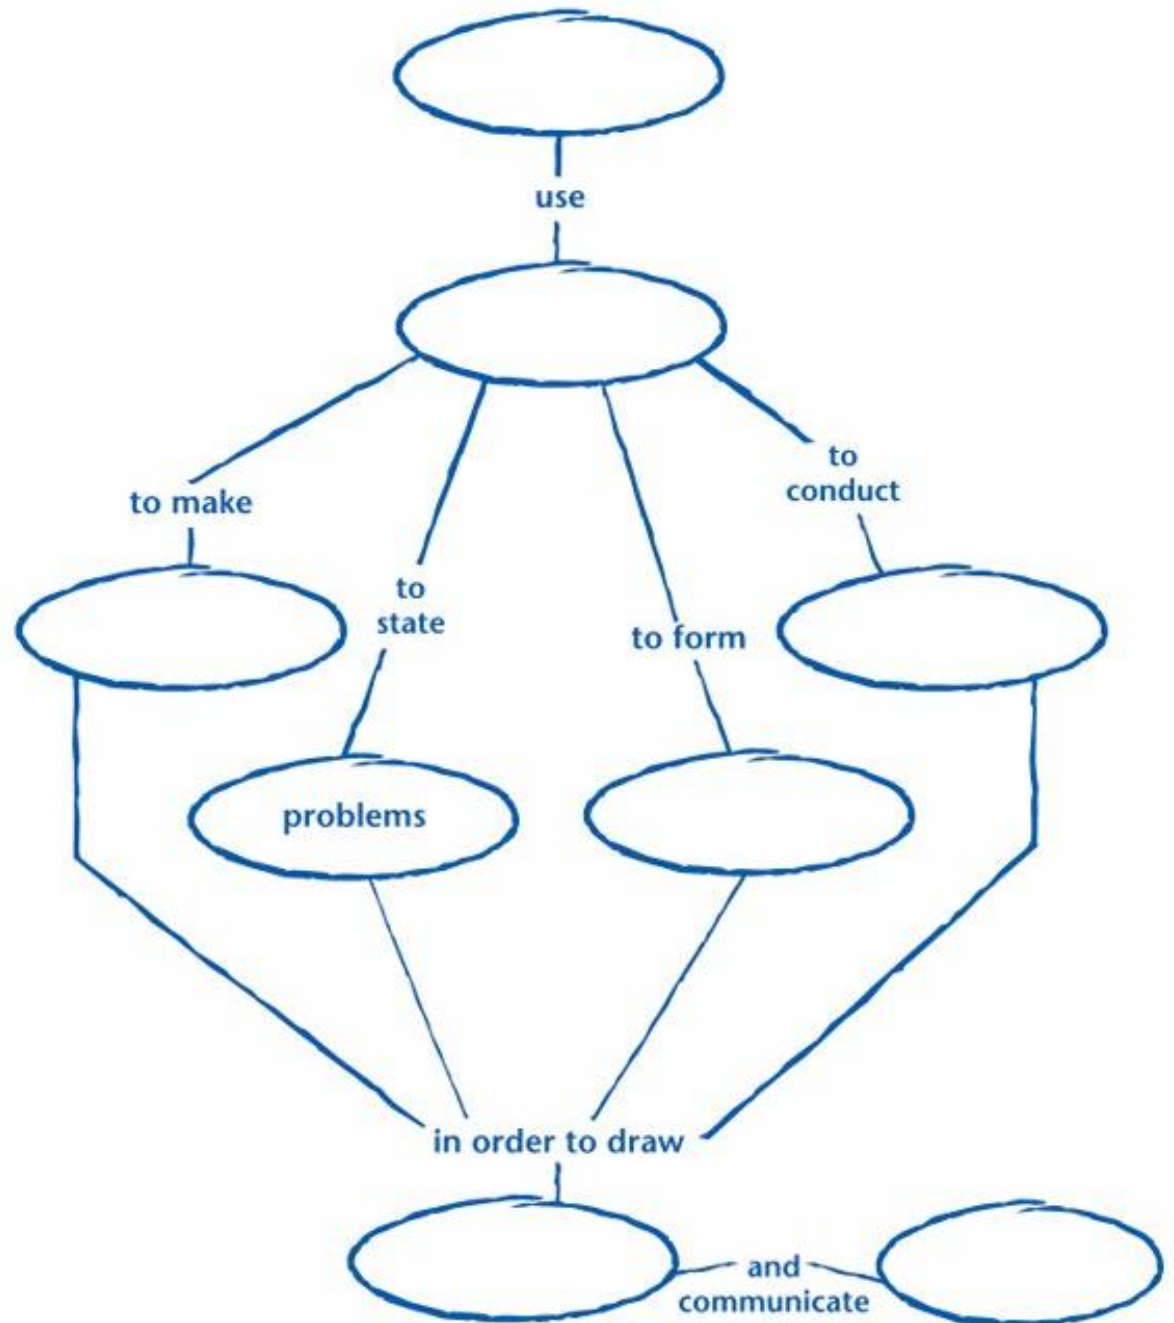 use
to
conduct
to make
to
state
to form
problems
in order to draw
and
communicate